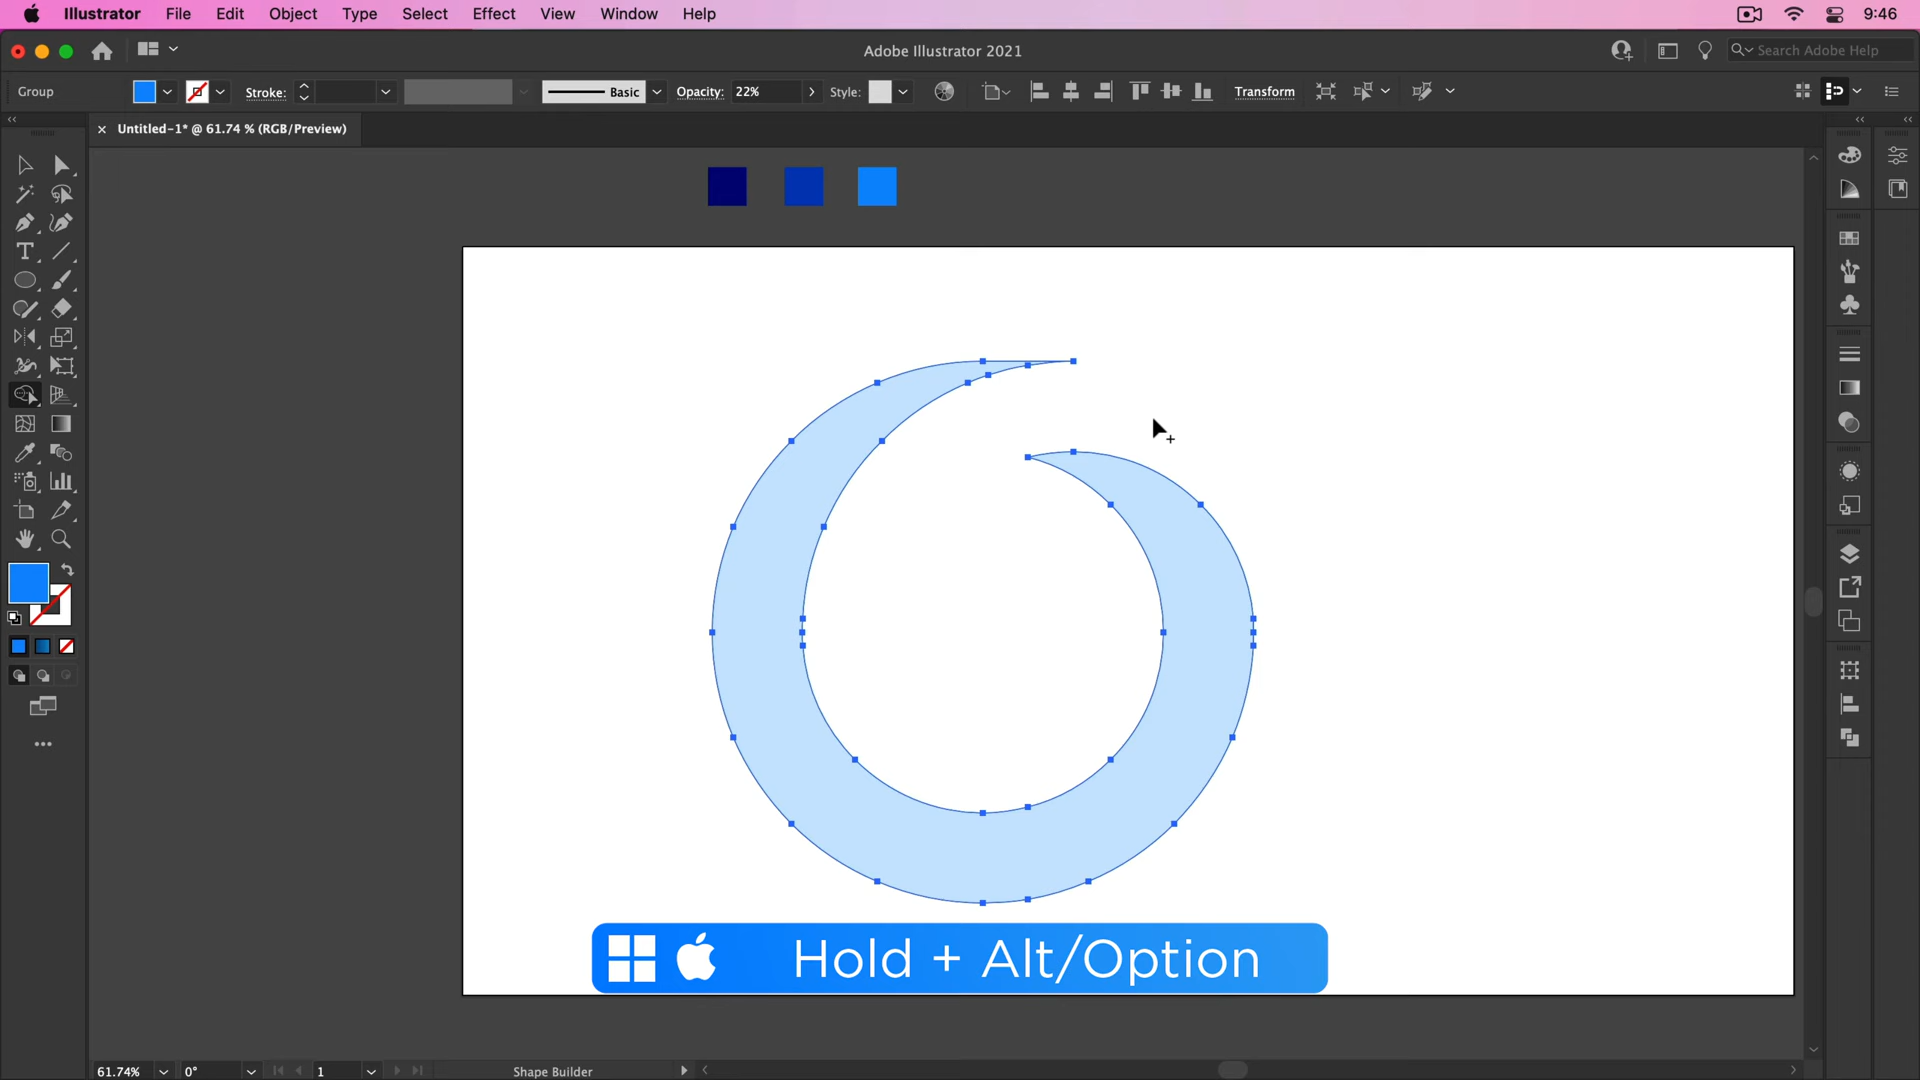 Illustrator File Edit Object Type Select Effect View Window Help 9:46
Adobe Illustrator 2021 Search Adobe Help
Group Stroke: Basic Opacity: 22% Style: Transform
Untitled-1* @ 61.74 % (RGB/Preview)
Hold + Alt/Option
61.74% 0° 1 Shape Builder